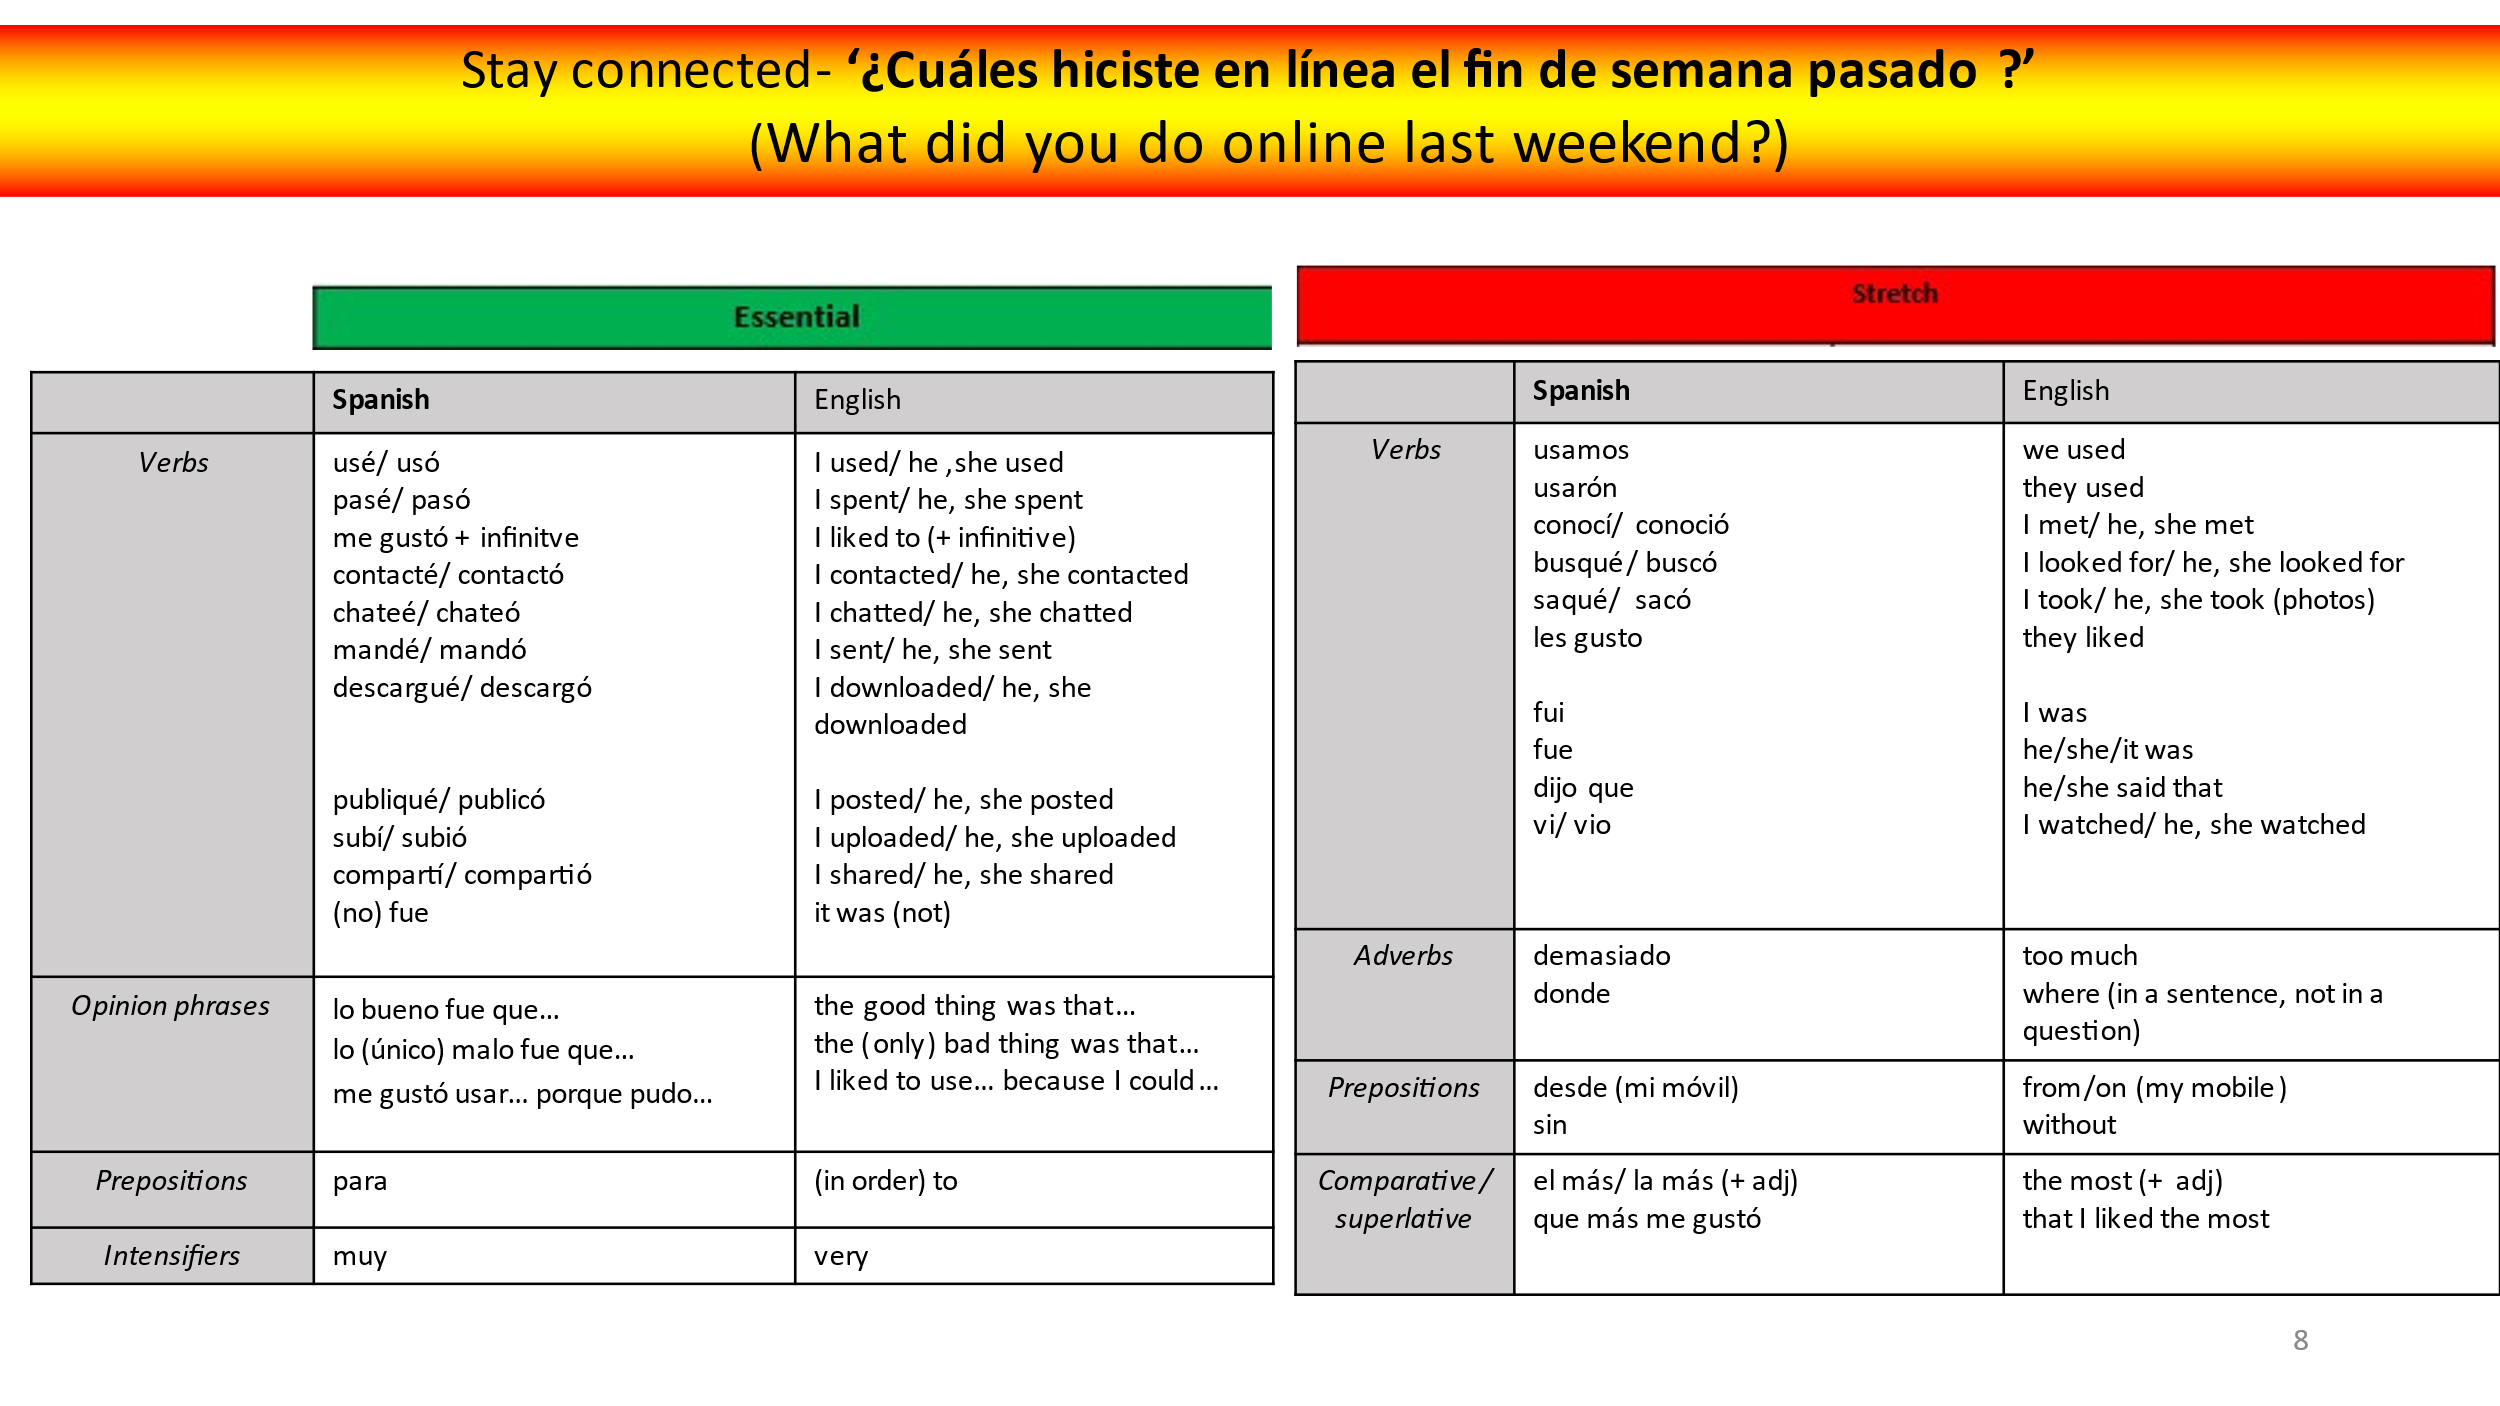 Stay connected- ‘¿Cuáles hiciste en línea el fin de semana pasado ?’
(What did you do online last weekend?)
Essential
Spanish English
Verbs
usé/ usó I used/ he ,she used
pasé/ pasó I spent/ he, she spent
me gustó + infinitve I liked to (+ infinitive)
contacté/ contactó I contacted/ he, she contacted
chateé/ chateó I chatted/ he, she chatted
mandé/ mandó I sent/ he, she sent
descargué/ descargó I downloaded/ he, she
downloaded
publiqué/ publicó I posted/ he, she posted
subí/ subió I uploaded/ he, she uploaded
compartí/ compartió I shared/ he, she shared
(no) fue it was (not)
Opinion phrases
lo bueno fue que... the good thing was that...
lo (único) malo fue que... the (only) bad thing was that...
me gustó usar... porque pudo... I liked to use... because I could...
Prepositions para (in order) to
Intensifiers muy very
Stretch
Spanish English
Verbs
usamos we used
usarón they used
conocí/ conoció I met/ he, she met
busqué/ buscó I looked for/ he, she looked for
saqué/ sacó I took/ he, she took (photos)
les gusto they liked
fui I was
fue he/she/it was
dijo que he/she said that
vi/ vio I watched/ he, she watched
Adverbs
demasiado too much
donde where (in a sentence, not in a
question)
Prepositions
desde (mi móvil) from/on (my mobile)
sin without
Comparative/
superlative
el más/ la más (+ adj) the most (+ adj)
que más me gustó that I liked the most
8